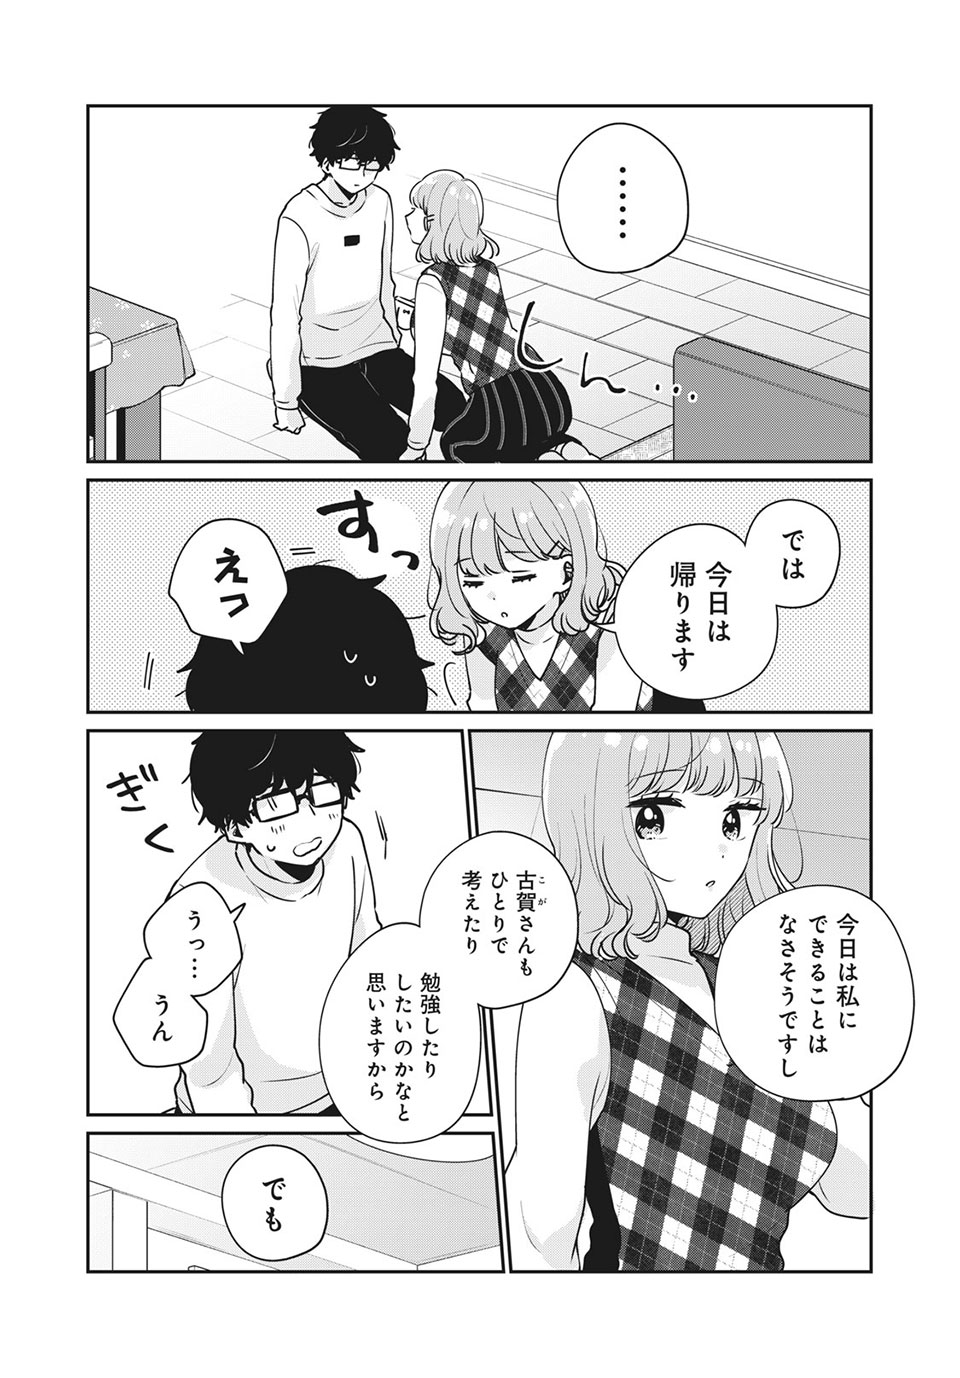 ・・・・・・
しん…
では
今日は
帰ります
すっ
えっ
今日は私に
できることは
なさそうですし
古賀さんも
こが
ひとりで
考えたり
勉強したり
したいのかなと
思いますから
ぎくっ
うっ…
うん
でも